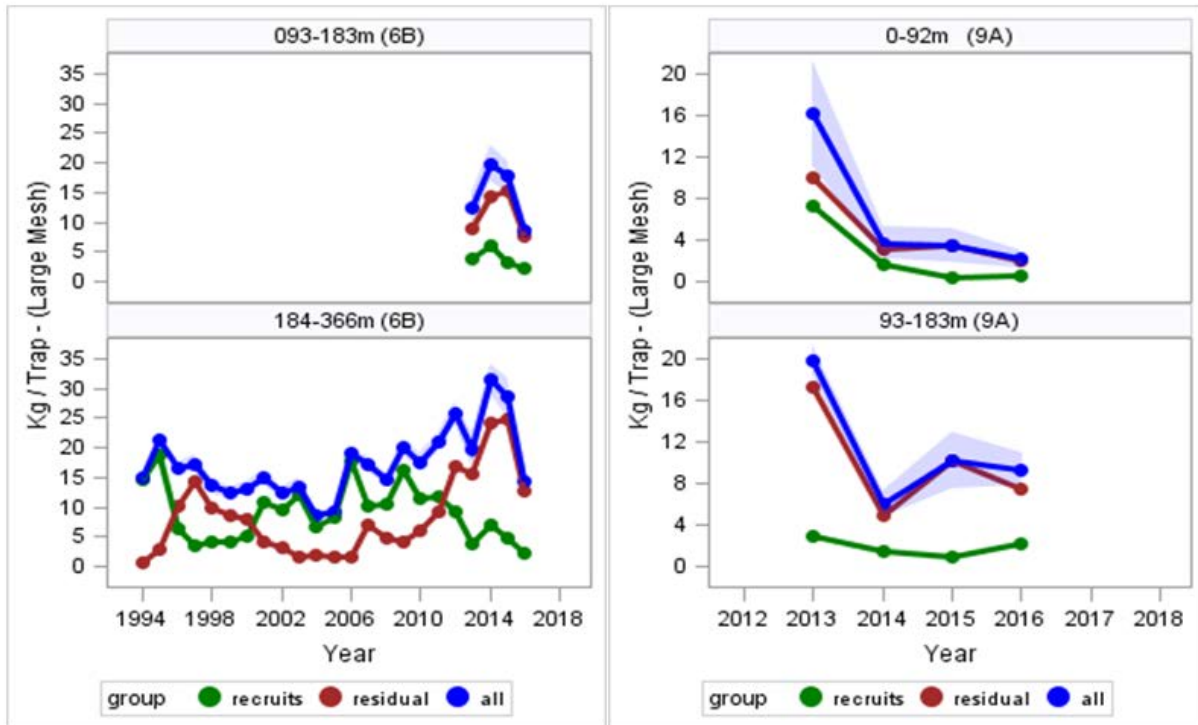 093-183m (6B)
35
30
25
20
15
10
5
0
184-366m (6B)
35
30
25
20
15
10
5
0
Kg / Trap - (Large Mesh)
1994 1998 2002 2006 2010 2014 2018
Year
group recruits residual all
0-92m (9A)
20
16
12
8
4
0
93-183m (9A)
20
16
12
8
4
0
Kg / Trap - (Large Mesh)
2012 2013 2014 2015 2016 2017 2018
Year
group recruits residual all